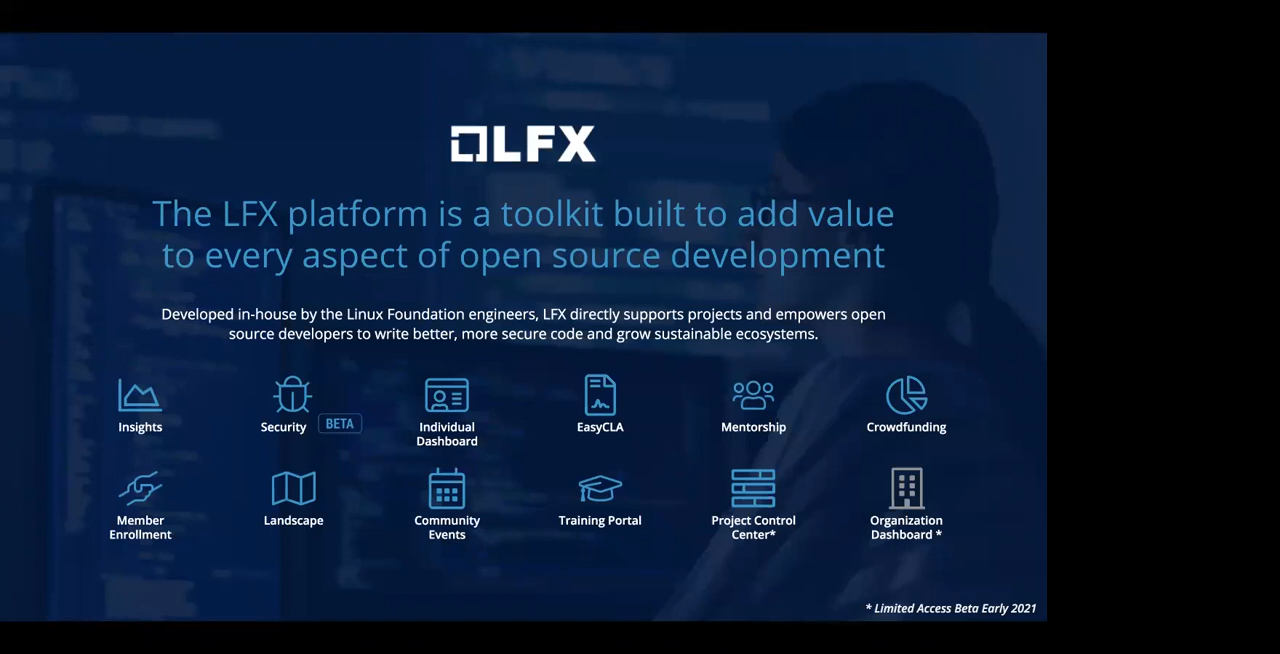 LFX
The LFX platform is a toolkit built to add value
to every aspect of open source development
Developed in-house by the Linux Foundation engineers, LFX directly supports projects and empowers open
source developers to write better, more secure code and grow sustainable ecosystems.
Insights
Security BETA
Individual
Dashboard
EasyCLA
Mentorship
Crowdfunding
Member
Enrollment
Landscape
Community
Events
Training Portal
Project Control
Center*
Organization
Dashboard *
* Limited Access Beta Early 2021